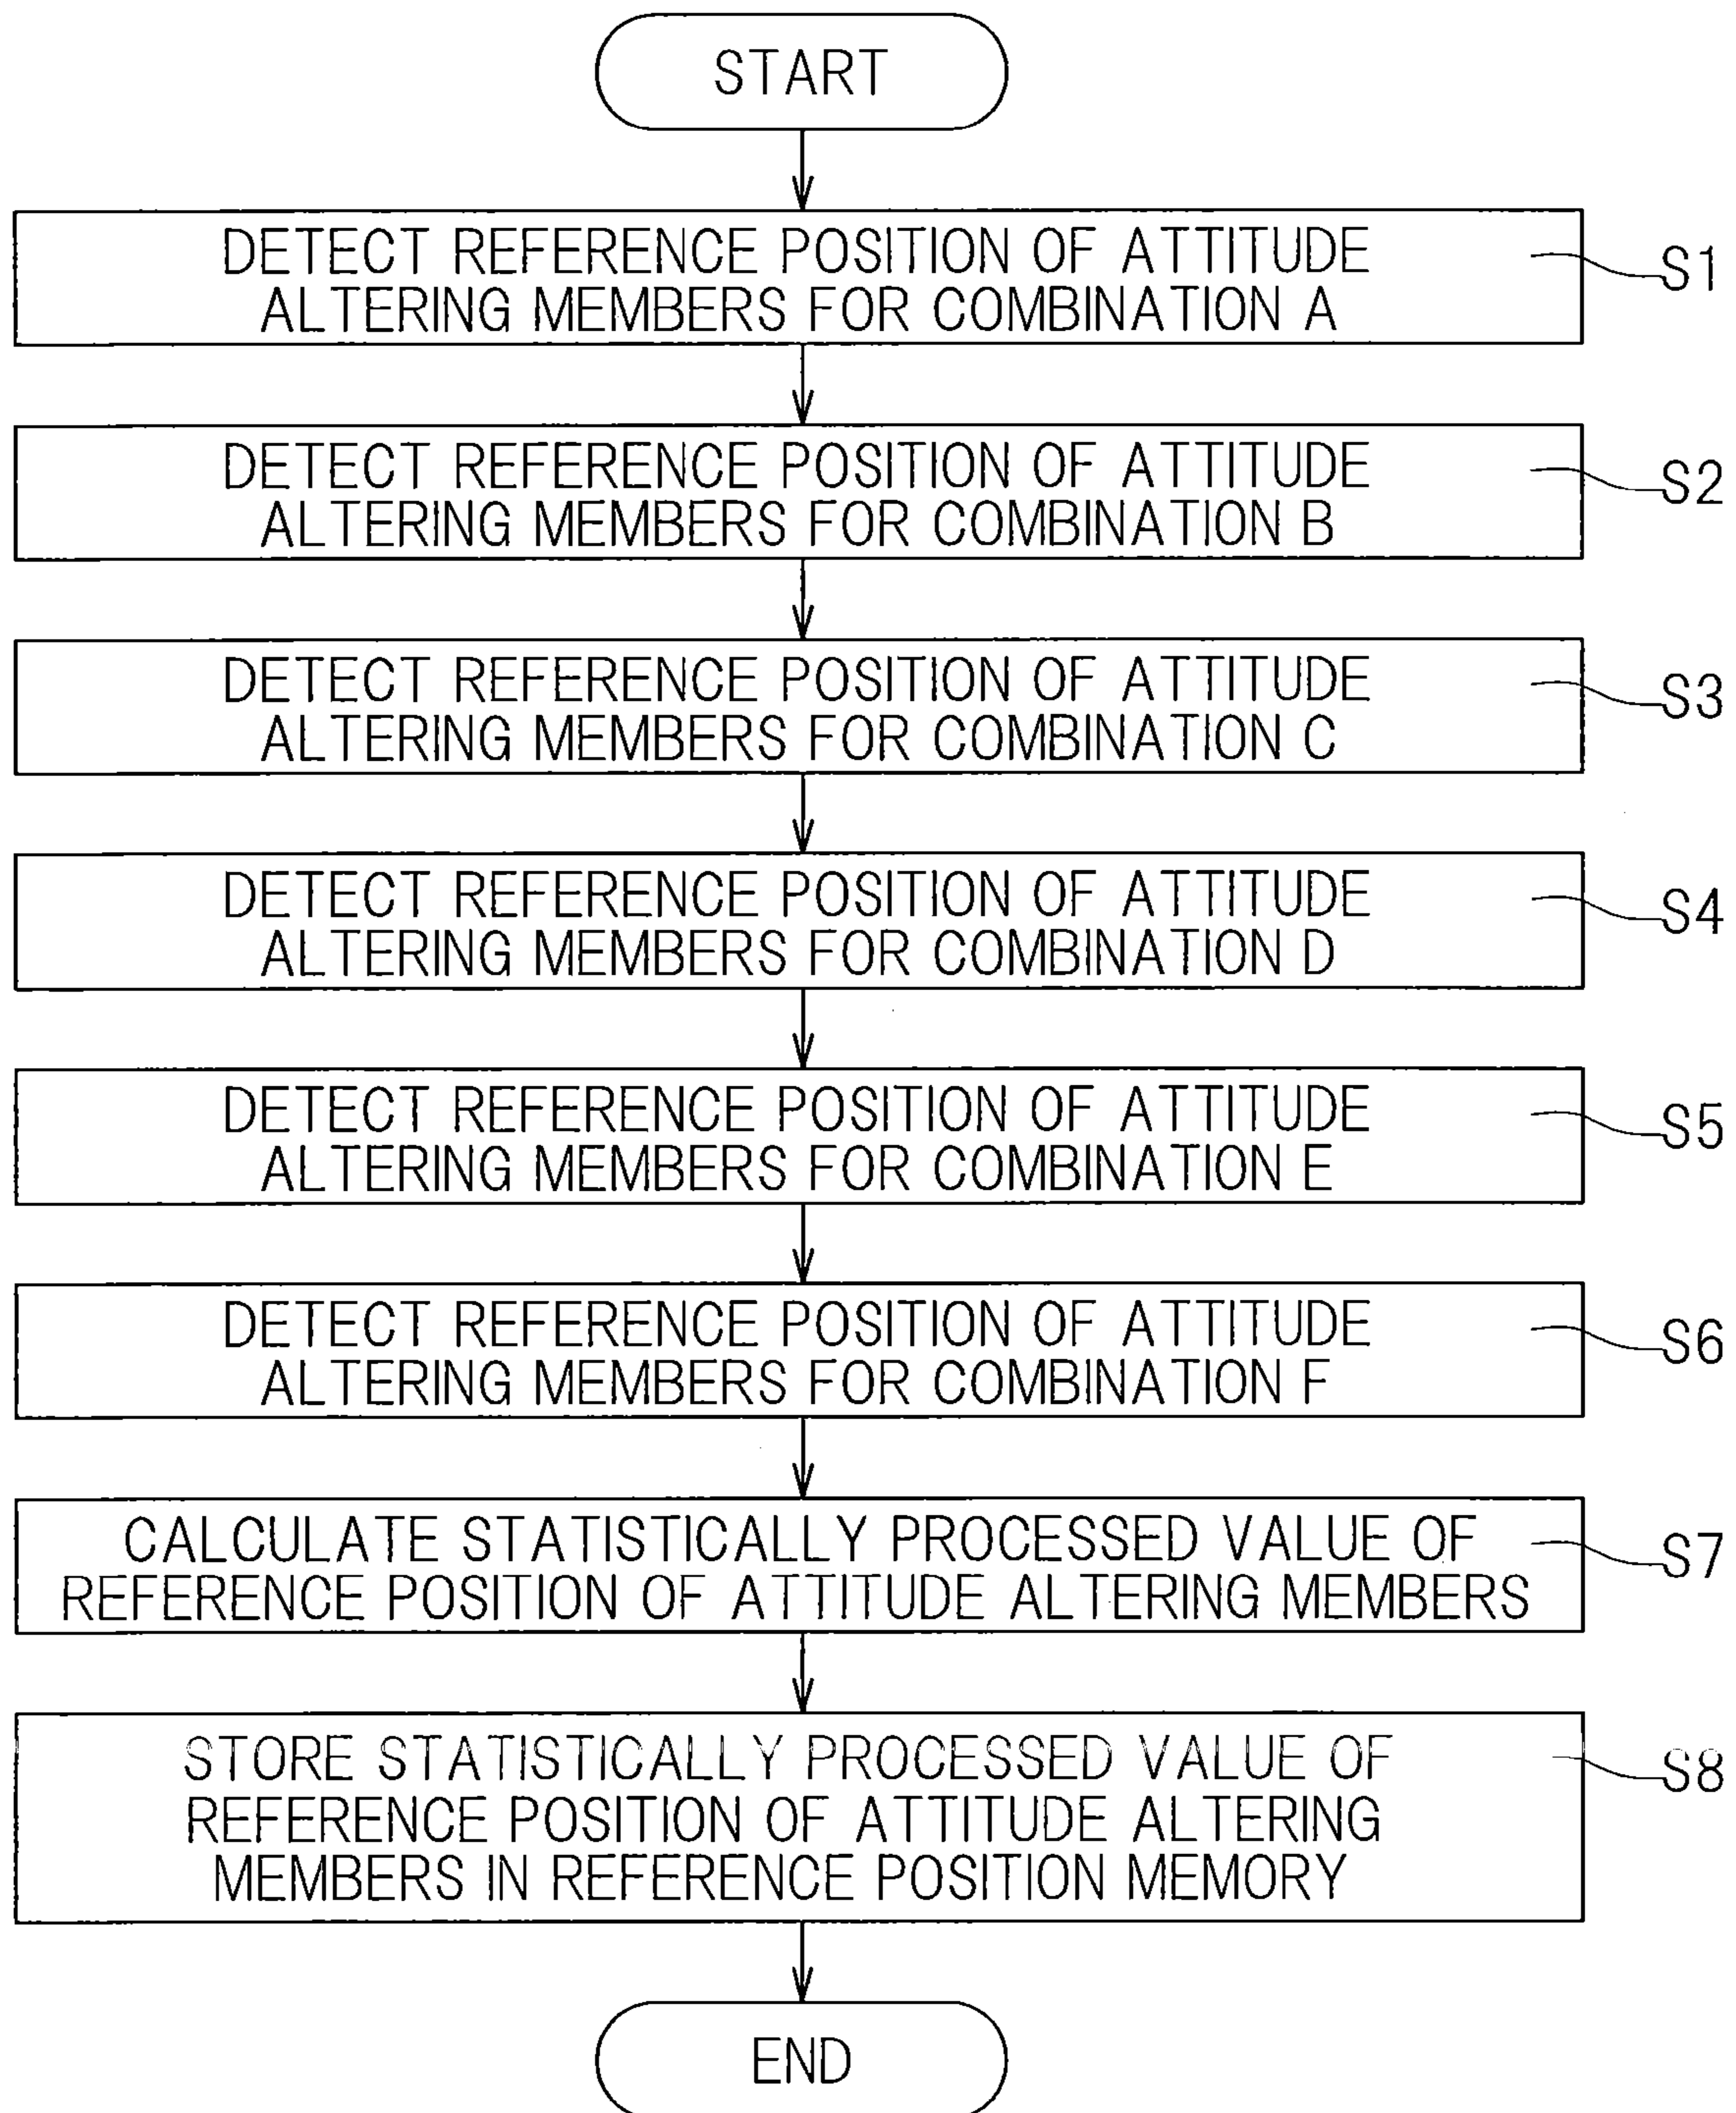 START
DETECT REFERENCE POSITION OF ATTITUDE
ALTERING MEMBERS FOR COMBINATION A
S1
DETECT REFERENCE POSITION OF ATTITUDE
ALTERING MEMBERS FOR COMBINATION B
S2
DETECT REFERENCE POSITION OF ATTITUDE
ALTERING MEMBERS FOR COMBINATION C
S3
DETECT REFERENCE POSITION OF ATTITUDE
ALTERING MEMBERS FOR COMBINATION D
S4
DETECT REFERENCE POSITION OF ATTITUDE
ALTERING MEMBERS FOR COMBINATION E
S5
DETECT REFERENCE POSITION OF ATTITUDE
ALTERING MEMBERS FOR COMBINATION F
S6
CALCULATE STATISTICALLY PROCESSED VALUE OF
REFERENCE POSITION OF ATTITUDE ALTERING MEMBERS
S7
STORE STATISTICALLY PROCESSED VALUE OF
REFERENCE POSITION OF ATTITUDE ALTERING
MEMBERS IN REFERENCE POSITION MEMORY
S8
END